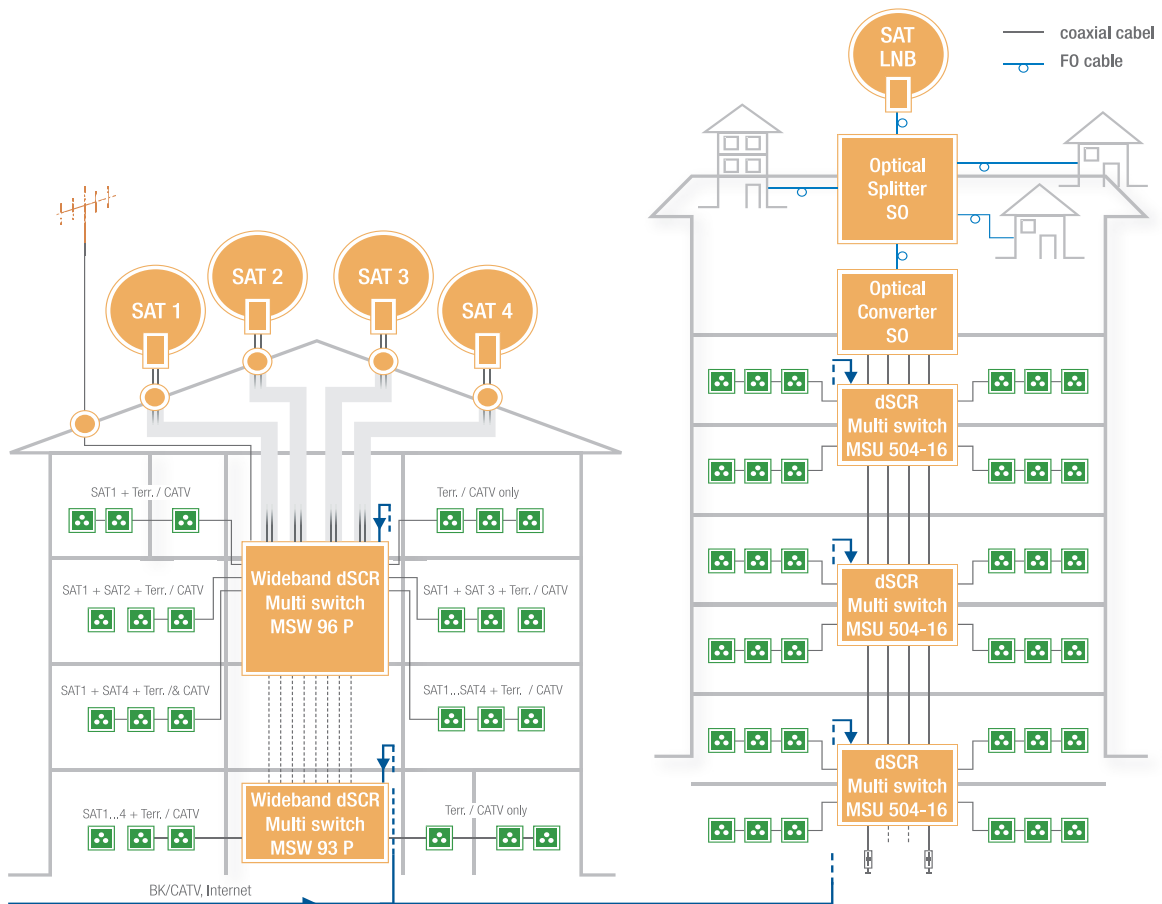 SAT
LNB
coaxial cabel
FO cable
Optical
Splitter
SO
SAT 1
SAT 2
SAT 3
SAT 4
Optical
Converter
SO
dSCR
Multi switch
MSU 504-16
SAT1 + Terr. / CATV
Terr. / CATV only
Wideband dSCR
Multi switch
MSW 96 P
SAT1 + SAT2 + Terr. / CATV
SAT1 + SAT 3 + Terr. / CATV
dSCR
Multi switch
MSU 504-16
SAT1 + SAT4 + Terr. /& CATV
SAT1...SAT4 + Terr. / CATV
dSCR
Multi switch
MSU 504-16
SAT1...4 + Terr. / CATV
Wideband dSCR
Multi switch
MSW 93 P
Terr. / CATV only
BK/CATV, Internet